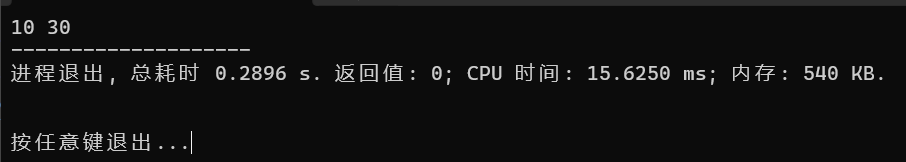 10 30
--------------------
进程退出, 总耗时 0.2896 s. 返回值: 0; CPU 时间: 15.6250 ms; 内存: 540 KB.
按任意键退出...